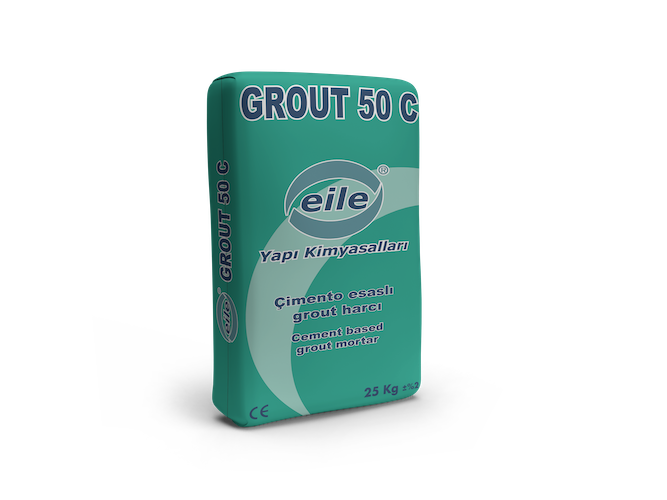 GROUT 50 C
eile ®
Yapı Kimyasalları
Çimento esaslı
grout harcı
Cement based
grout mortar
25 Kg ±%2
CE
GROUT 50 C
eile